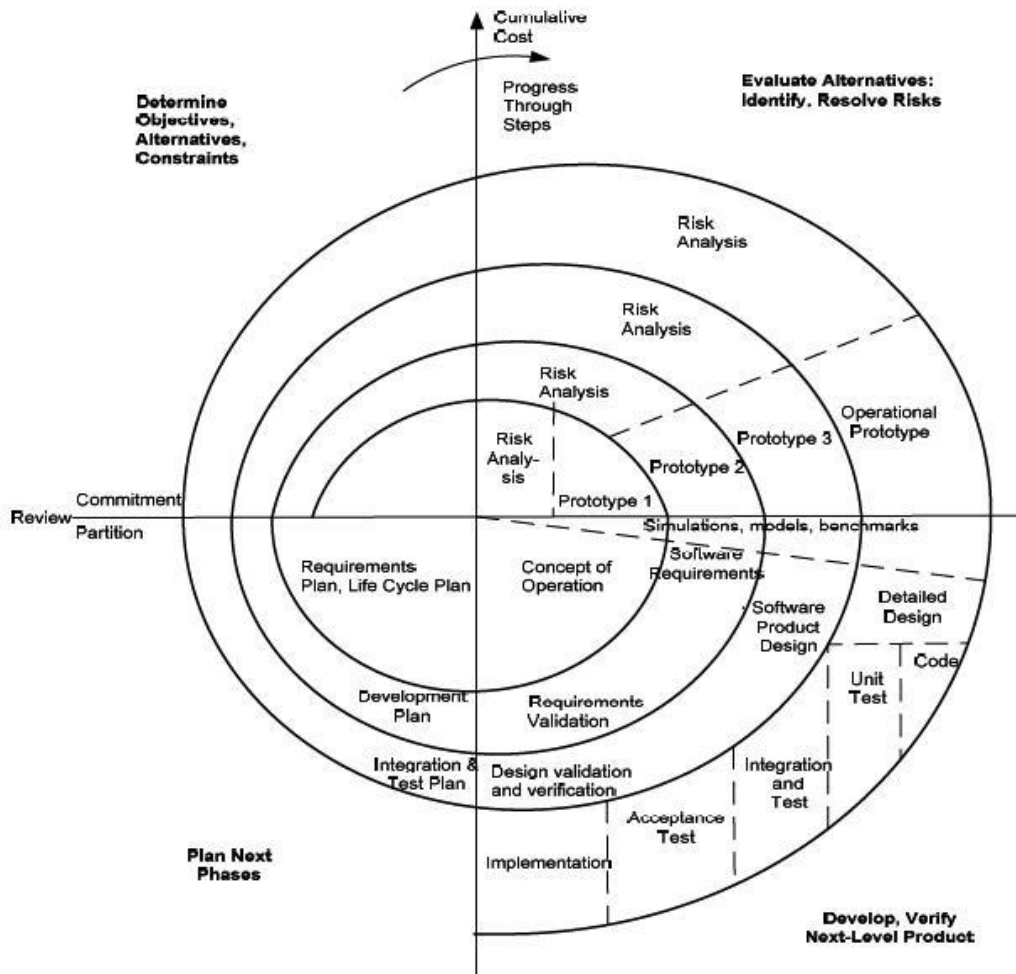 Cumulative
Cost
Progress
Through
Steps
Determine
Objectives,
Alternatives,
Constraints
Evaluate Alternatives:
Identify. Resolve Risks
Risk
Analysis
Risk
Analysis
Risk
Analysis
Risk
Analy-
sis
Operational
Prototype
Prototype 3
Prototype 2
Prototype 1
Commitment
Review
Partition
Simulations, models, benchmarks
Requirements
Plan, Life Cycle Plan
Concept of
Operation
Software
Requirements
Software
Product
Design
Detailed
Design
Code
Unit
Test
Development
Plan
Requirements
Validation
Integration &
Test Plan
Design validation
and verification
Integration
and
Test
Acceptance
Test
Implementation
Plan Next
Phases
Develop, Verify
Next-Level Product